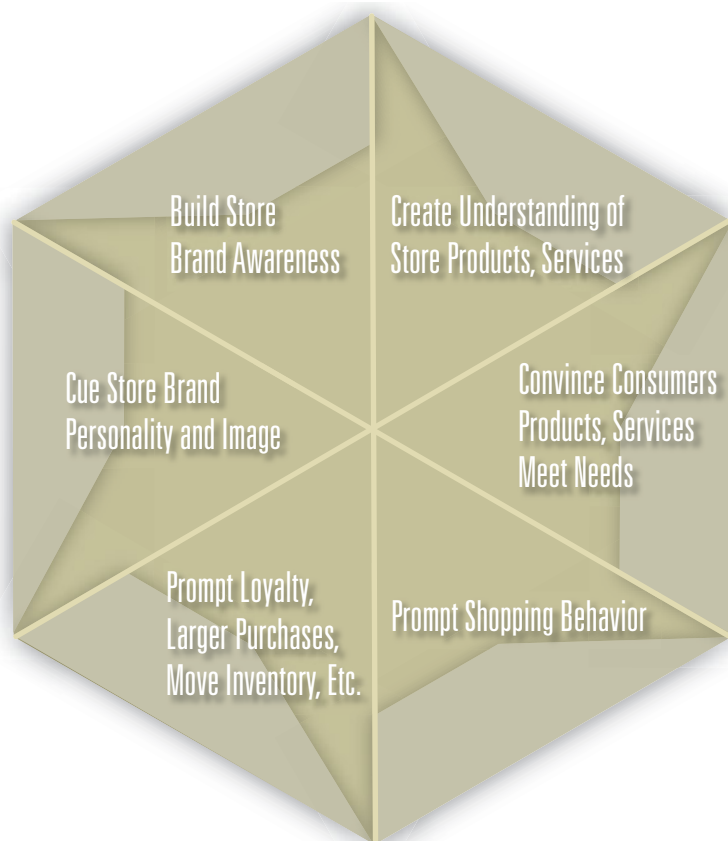 Build Store
Brand Awareness
Create Understanding of
Store Products, Services
Cue Store Brand
Personality and Image
Convince Consumers
Products, Services
Meet Needs
Prompt Loyalty,
Larger Purchases,
Move Inventory, Etc.
Prompt Shopping Behavior